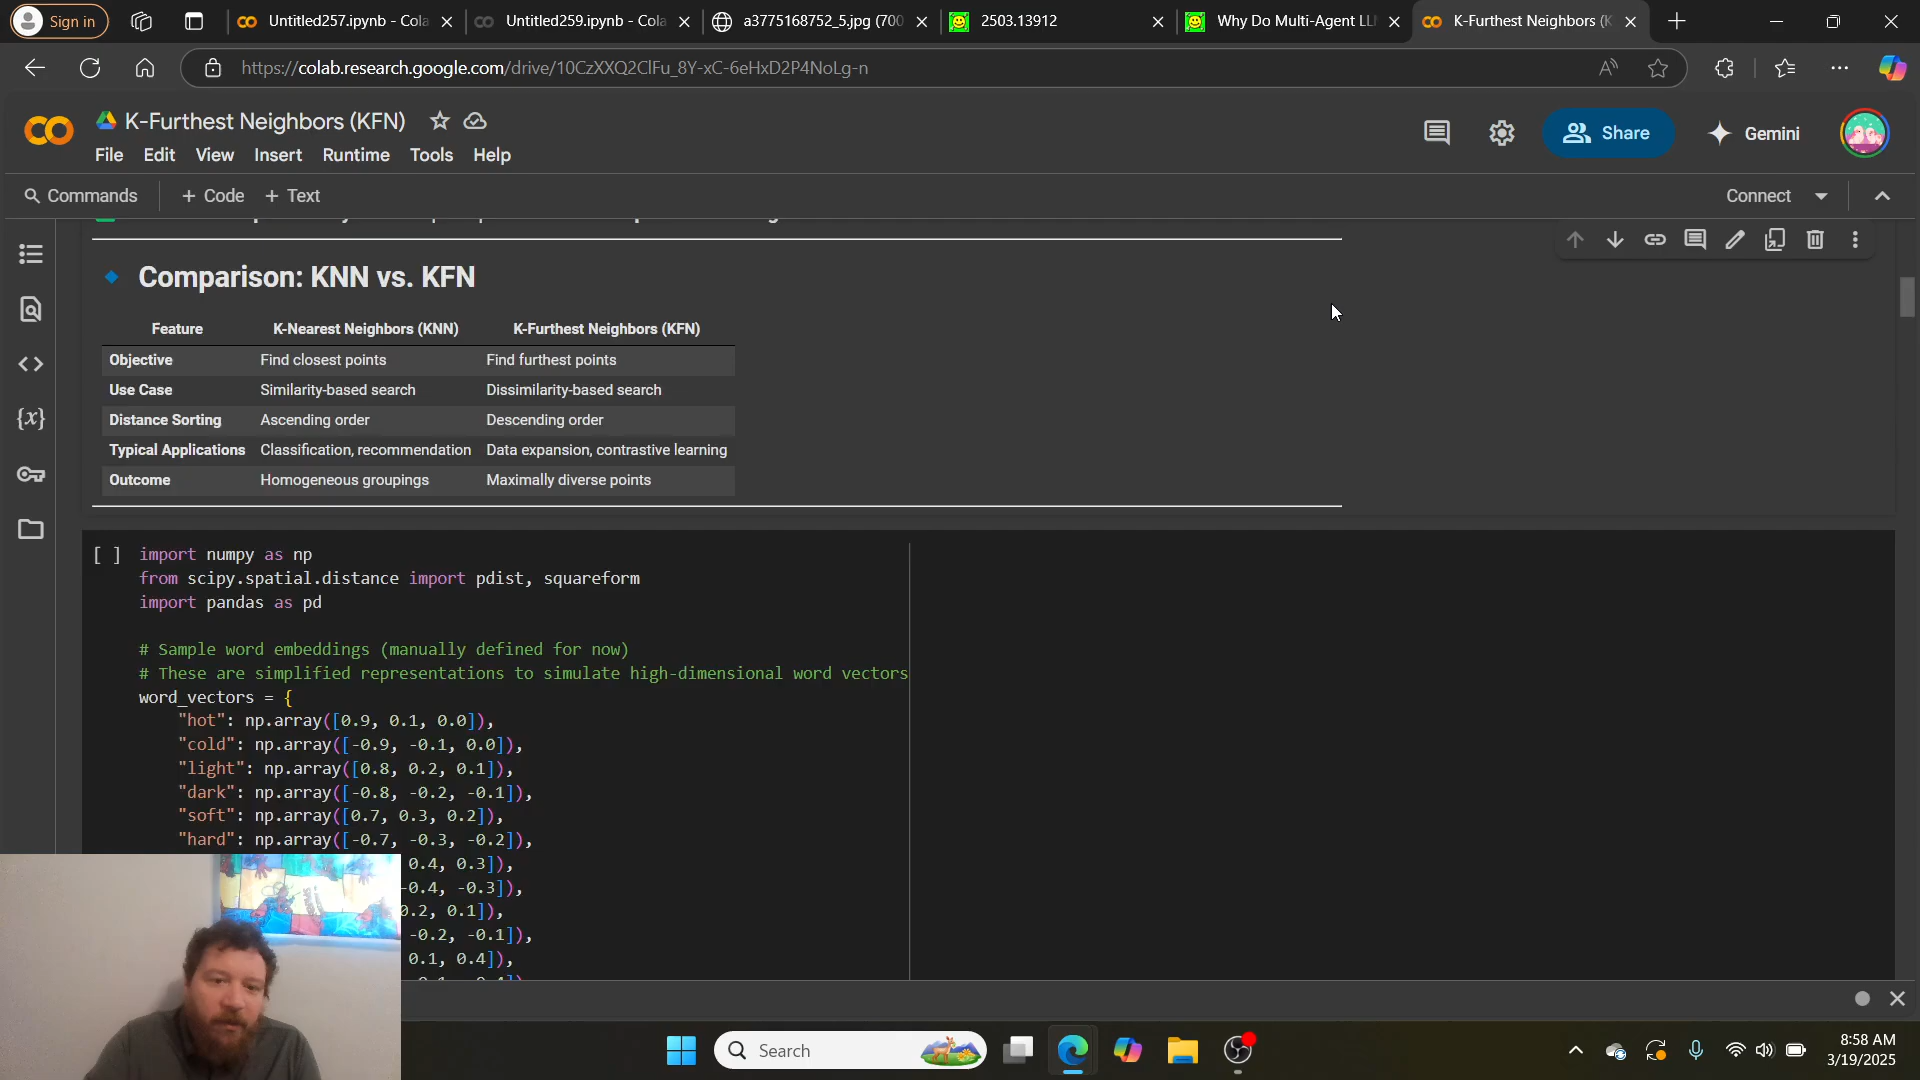 Sign in
Untitled257.ipynb - Cola
Untitled259.ipynb - Cola
a3775168752_5.jpg (700
2503.13912
Why Do Multi-Agent LL
K-Furthest Neighbors (K
https://colab.research.google.com/drive/10CzXXQ2ClFu_8Y-xC-6eHxD2P4NoLg-n
K-Furthest Neighbors (KFN)
Share
Gemini
File Edit View Insert Runtime Tools Help
Commands + Code + Text
Connect
Comparison: KNN vs. KFN
Feature K-Nearest Neighbors (KNN) K-Furthest Neighbors (KFN)
Objective Find closest points Find furthest points
Use Case Similarity-based search Dissimilarity-based search
Distance Sorting Ascending order Descending order
Typical Applications Classification, recommendation Data expansion, contrastive learning
Outcome Homogeneous groupings Maximally diverse points
[ ] import numpy as np
from scipy.spatial.distance import pdist, squareform
import pandas as pd
# Sample word embeddings (manually defined for now)
# These are simplified representations to simulate high-dimensional word vectors
word_vectors = {
"hot": np.array([0.9, 0.1, 0.0]),
"cold": np.array([-0.9, -0.1, 0.0]),
"light": np.array([0.8, 0.2, 0.1]),
"dark": np.array([-0.8, -0.2, -0.1]),
"soft": np.array([0.7, 0.3, 0.2]),
"hard": np.array([-0.7, -0.3, -0.2]),
0.4, 0.3]),
-0.4, -0.3]),
0.2, 0.1]),
-0.2, -0.1]),
0.1, 0.4]),
Search
8:58 AM
3/19/2025